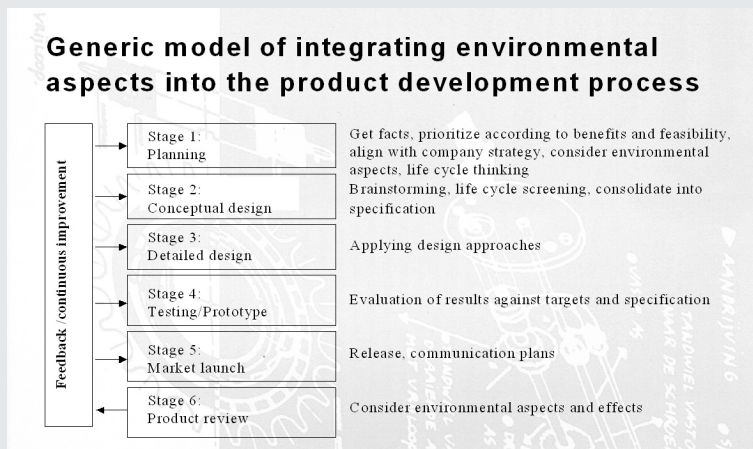 Generic model of integrating environmental
aspects into the product development process
Feedback/continuous improvement
Stage 1:
Planning
Get facts, prioritize according to benefits and feasibility,
align with company strategy, consider environmental
aspects, life cycle thinking
Stage 2:
Conceptual design
Brainstorming, life cycle screening, consolidate into
specification
Stage 3:
Detailed design
Applying design approaches
Stage 4:
Testing/Prototype
Evaluation of results against targets and specification
Stage 5:
Market launch
Release, communication plans
Stage 6:
Product review
Consider environmental aspects and effects
AANDRIJVING